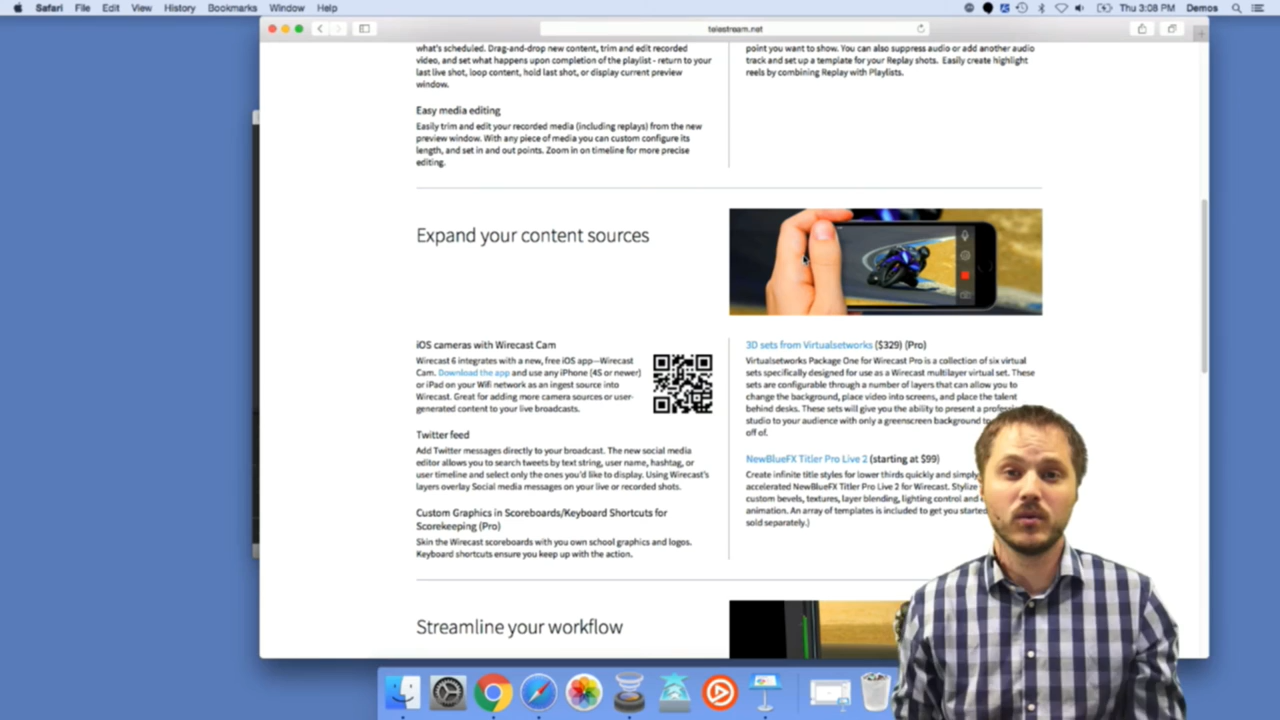 Safari File Edit View History Bookmarks Window Help
Thu 3:08 PM Demos
telestream.net
what's scheduled. Drag-and-drop new content, trim and edit recorded
video, and set what happens upon completion of the playlist - return to your
last live shot, loop content, hold last shot, or display current preview
window.
Easy media editing
Easily trim and edit your recorded media (including replays) from the new
preview window. With any piece of media you can custom configure its
length, and set in and out points. Zoom in on timeline for more precise
editing.
point you want to show. You can also suppress audio or add another audio
track and set up a template for your Replay shots. Easily create highlight
reels by combining Replay with Playlists.
Expand your content sources
iOS cameras with Wirecast Cam
Wirecast 6 integrates with a new, free iOS app—Wirecast
Cam. Download the app and use any iPhone (4S or newer)
or iPad on your Wifi network as an ingest source into
Wirecast. Great for adding more camera sources or user-
generated content to your live broadcasts.
Twitter feed
Add Twitter messages directly to your broadcast. The new social media
editor allows you to search tweets by text string, user name, hashtag, or
user timeline and select only the ones you'd like to display. Using Wirecast's
layers overlay Social media messages on your live or recorded shots.
Custom Graphics in Scoreboards/Keyboard Shortcuts for
Scorekeeping (Pro)
Skin the Wirecast scoreboards with you own school graphics and logos.
Keyboard shortcuts ensure you keep up with the action.
3D sets from Virtualsetworks ($329) (Pro)
Virtualsetworks Package One for Wirecast Pro is a collection of six virtual
sets specifically designed for use as a Wirecast multilayer virtual set. These
sets are configurable through a number of layers that can allow you to
change the background, place video into screens, and place the talent
behind desks. These sets will give you the ability to present a
studio to your audience with only a greenscreen background
off of.
NewBlueFX Titler Pro Live 2 (starting at $99)
Create infinite title styles for lower thirds quickly and simply
accelerated NewBlueFX Titler Pro Live 2 for Wirecast. Stylize
custom bevels, textures, layer blending, lighting control and
animation. An array of templates is included to get you started
sold separately.)
Streamline your workflow